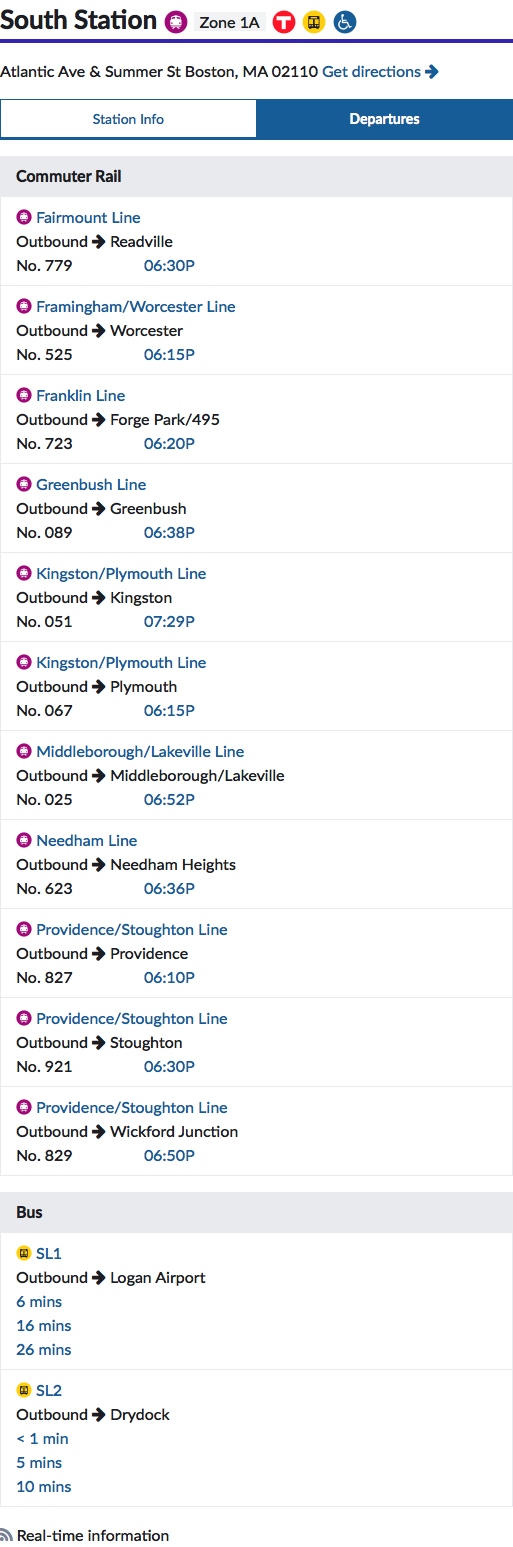 South Station Zone 1A T
Atlantic Ave & Summer St Boston, MA 02110 Get directions
Station Info Departures
Commuter Rail
Fairmount Line
Outbound Readville
No. 779 06:30P
Framingham/Worcester Line
Outbound Worcester
No. 525 06:15P
Franklin Line
Outbound Forge Park/495
No. 723 06:20P
Greenbush Line
Outbound Greenbush
No. 089 06:38P
Kingston/Plymouth Line
Outbound Kingston
No. 051 07:29P
Kingston/Plymouth Line
Outbound Plymouth
No. 067 06:15P
Middleborough/Lakeville Line
Outbound Middleborough/Lakeville
No. 025 06:52P
Needham Line
Outbound Needham Heights
No. 623 06:36P
Providence/Stoughton Line
Outbound Providence
No. 827 06:10P
Providence/Stoughton Line
Outbound Stoughton
No. 921 06:30P
Providence/Stoughton Line
Outbound Wickford Junction
No. 829 06:50P
Bus
SL1
Outbound Logan Airport
6 mins
16 mins
26 mins
SL2
Outbound Drydock
< 1 min
5 mins
10 mins
Real-time information